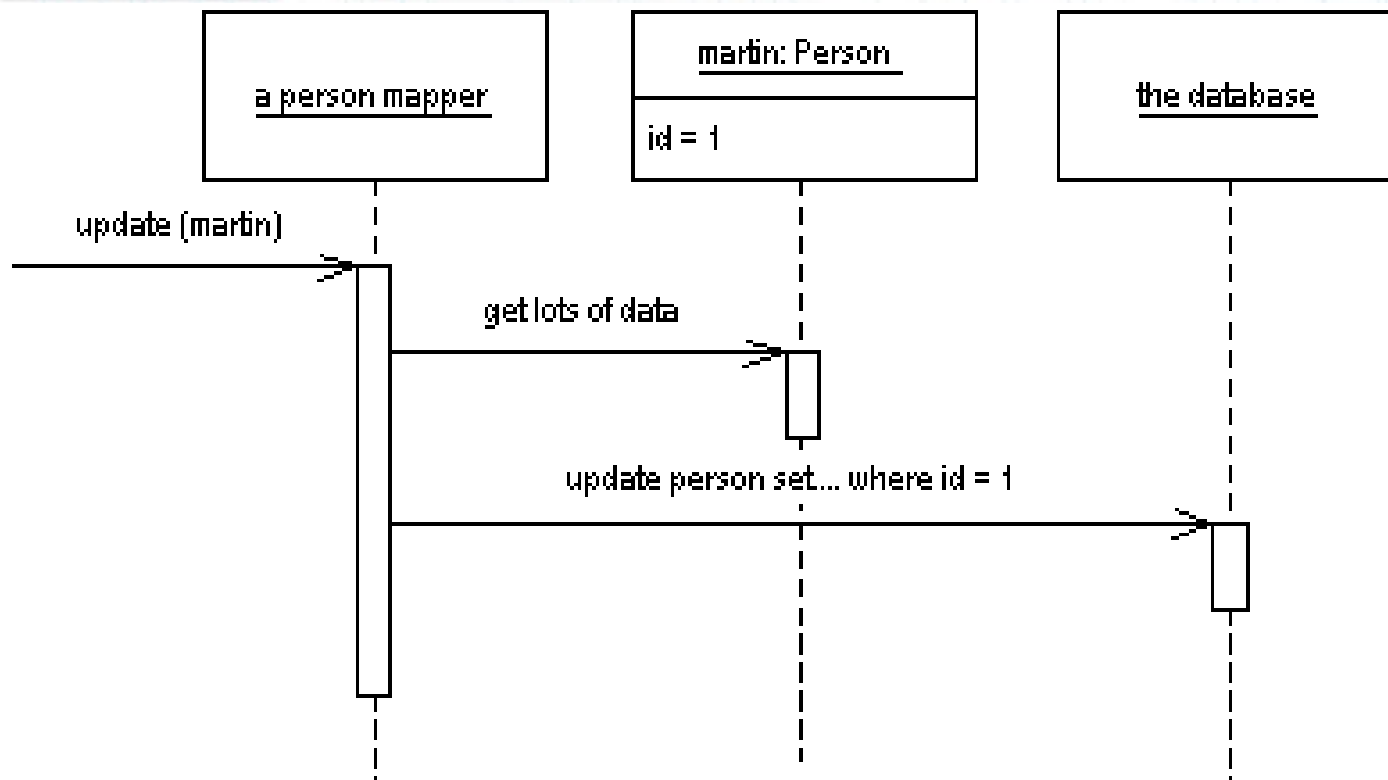 a person mapper
martin: Person
id = 1
the database
update (martin)
get lots of data
update person set... where id = 1